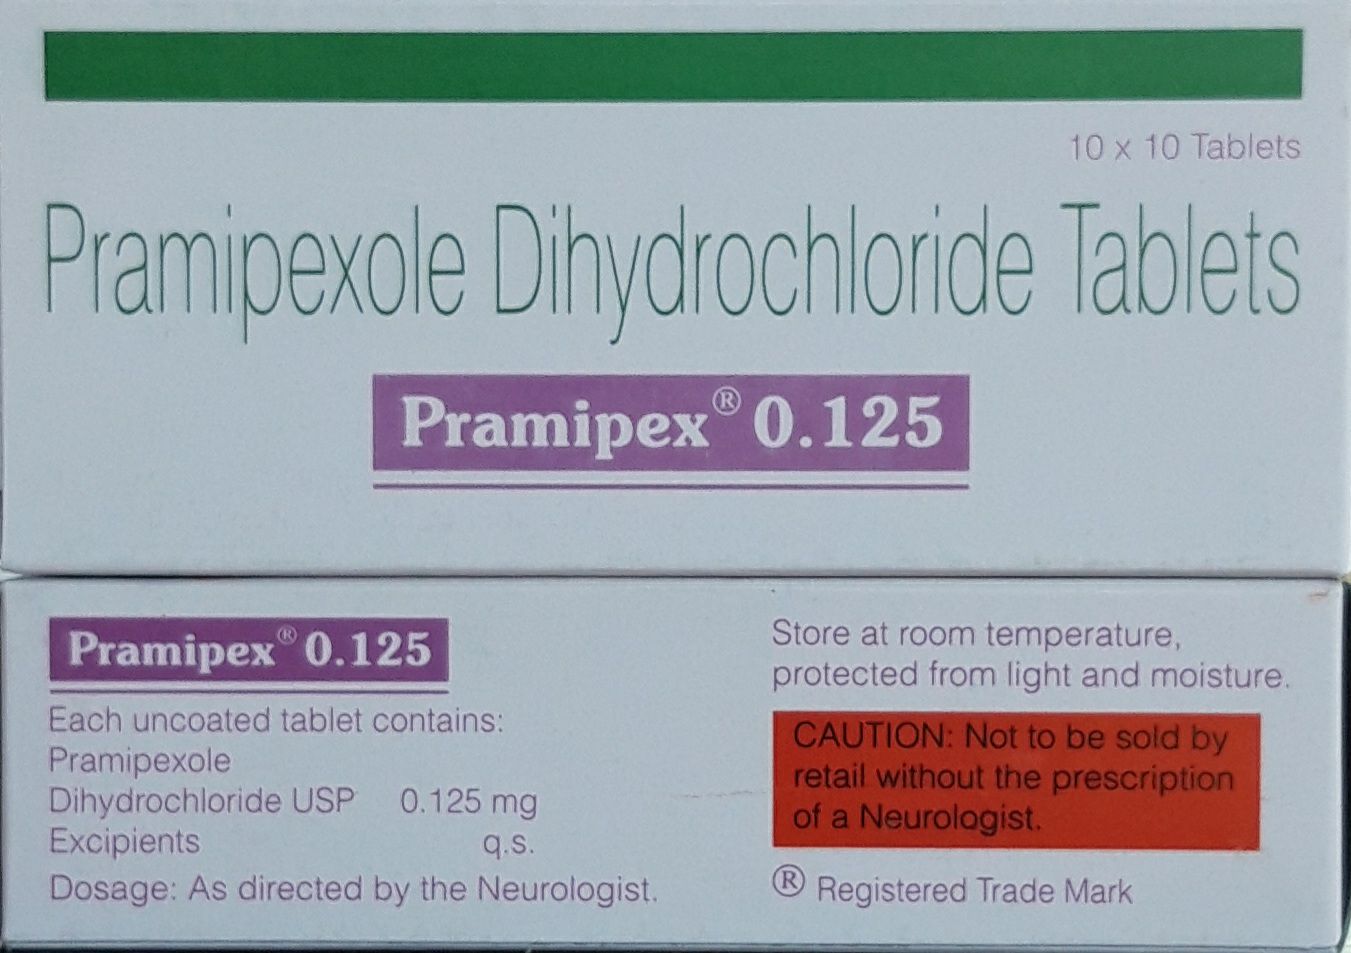 10 x 10 Tablets
Pramipexole Dihydrochloride Tablets
Pramipex® 0.125
Pramipex® 0.125
Each uncoated tablet contains:
Pramipexole
Dihydrochloride USP 0.125 mg
Excipients q.s.
Dosage: As directed by the Neurologist.
Store at room temperature,
protected from light and moisture.
CAUTION: Not to be sold by
retail without the prescription
of a Neurologist.
® Registered Trade Mark